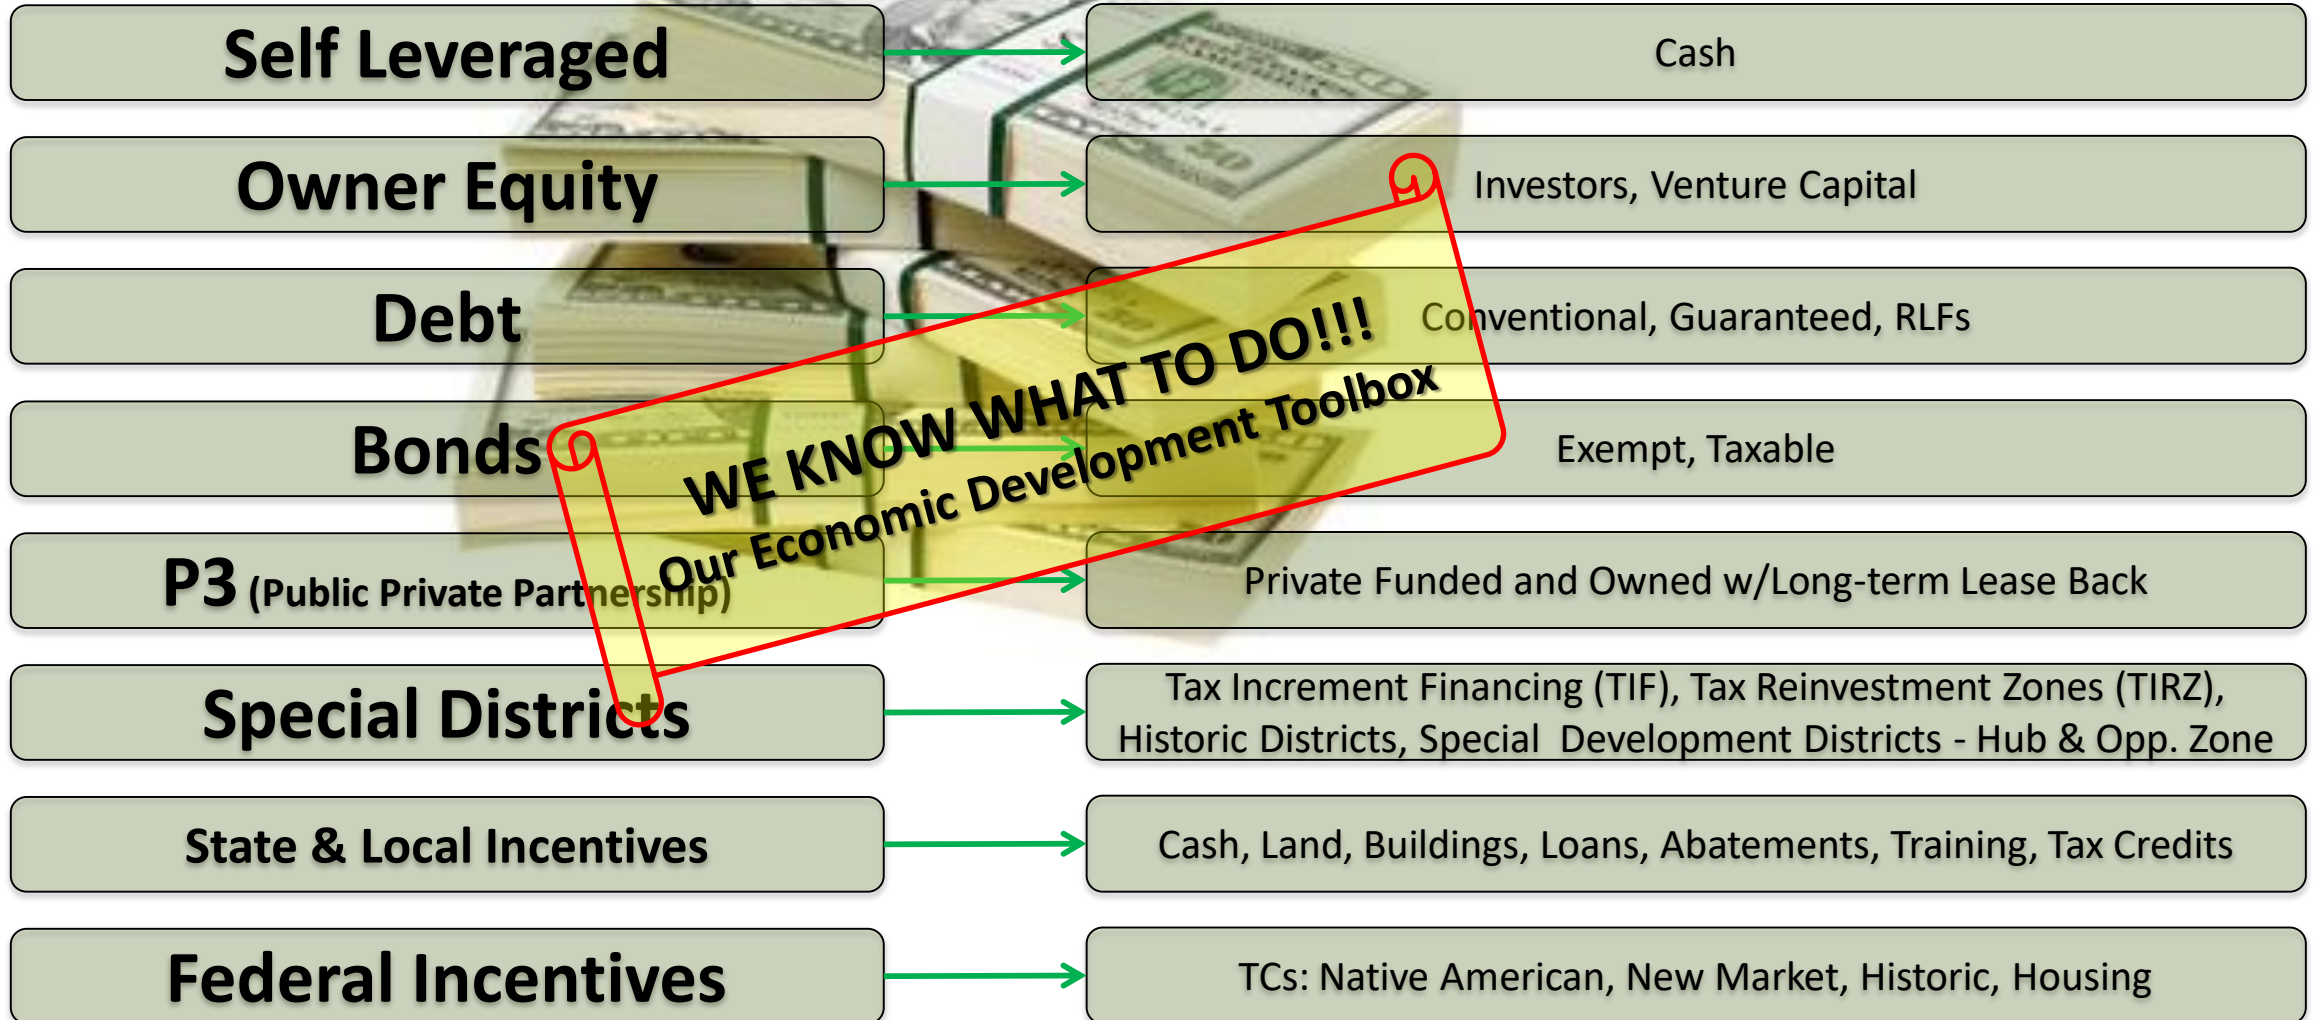 Self Leveraged
Cash
Owner Equity
Investors, Venture Capital
Debt
Conventional, Guaranteed, RLFs
Bonds
Exempt, Taxable
P3 (Public Private Partnership)
Private Funded and Owned w/Long-term Lease Back
Special Districts
Tax Increment Financing (TIF), Tax Reinvestment Zones (TIRZ),
Historic Districts, Special Development Districts - Hub & Opp. Zone
State & Local Incentives
Cash, Land, Buildings, Loans, Abatements, Training, Tax Credits
Federal Incentives
TCs: Native American, New Market, Historic, Housing
WE KNOW WHAT TO DO!!!
Our Economic Development Toolbox
50
50